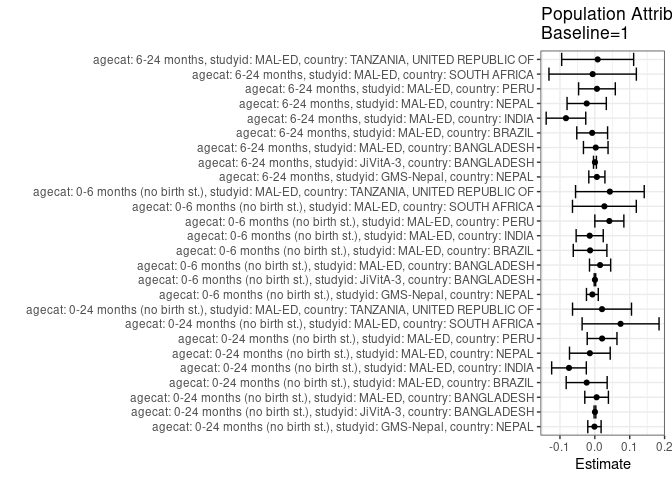 Population Attrib
Baseline=1
agecat: 6-24 months, studyid: MAL-ED, country: TANZANIA, UNITED REPUBLIC OF
agecat: 6-24 months, studyid: MAL-ED, country: SOUTH AFRICA
agecat: 6-24 months, studyid: MAL-ED, country: PERU
agecat: 6-24 months, studyid: MAL-ED, country: NEPAL
agecat: 6-24 months, studyid: MAL-ED, country: INDIA
agecat: 6-24 months, studyid: MAL-ED, country: BRAZIL
agecat: 6-24 months, studyid: MAL-ED, country: BANGLADESH
agecat: 6-24 months, studyid: JiVitA-3, country: BANGLADESH
agecat: 6-24 months, studyid: GMS-Nepal, country: NEPAL
agecat: 0-6 months (no birth st.), studyid: MAL-ED, country: TANZANIA, UNITED REPUBLIC OF
agecat: 0-6 months (no birth st.), studyid: MAL-ED, country: SOUTH AFRICA
agecat: 0-6 months (no birth st.), studyid: MAL-ED, country: PERU
agecat: 0-6 months (no birth st.), studyid: MAL-ED, country: INDIA
agecat: 0-6 months (no birth st.), studyid: MAL-ED, country: BRAZIL
agecat: 0-6 months (no birth st.), studyid: MAL-ED, country: BANGLADESH
agecat: 0-6 months (no birth st.), studyid: JiVitA-3, country: BANGLADESH
agecat: 0-6 months (no birth st.), studyid: GMS-Nepal, country: NEPAL
agecat: 0-24 months (no birth st.), studyid: MAL-ED, country: TANZANIA, UNITED REPUBLIC OF
agecat: 0-24 months (no birth st.), studyid: MAL-ED, country: SOUTH AFRICA
agecat: 0-24 months (no birth st.), studyid: MAL-ED, country: PERU
agecat: 0-24 months (no birth st.), studyid: MAL-ED, country: NEPAL
agecat: 0-24 months (no birth st.), studyid: MAL-ED, country: INDIA
agecat: 0-24 months (no birth st.), studyid: MAL-ED, country: BRAZIL
agecat: 0-24 months (no birth st.), studyid: MAL-ED, country: BANGLADESH
agecat: 0-24 months (no birth st.), studyid: JiVitA-3, country: BANGLADESH
agecat: 0-24 months (no birth st.), studyid: GMS-Nepal, country: NEPAL
-0.1 0.0 0.1 0.2
Estimate